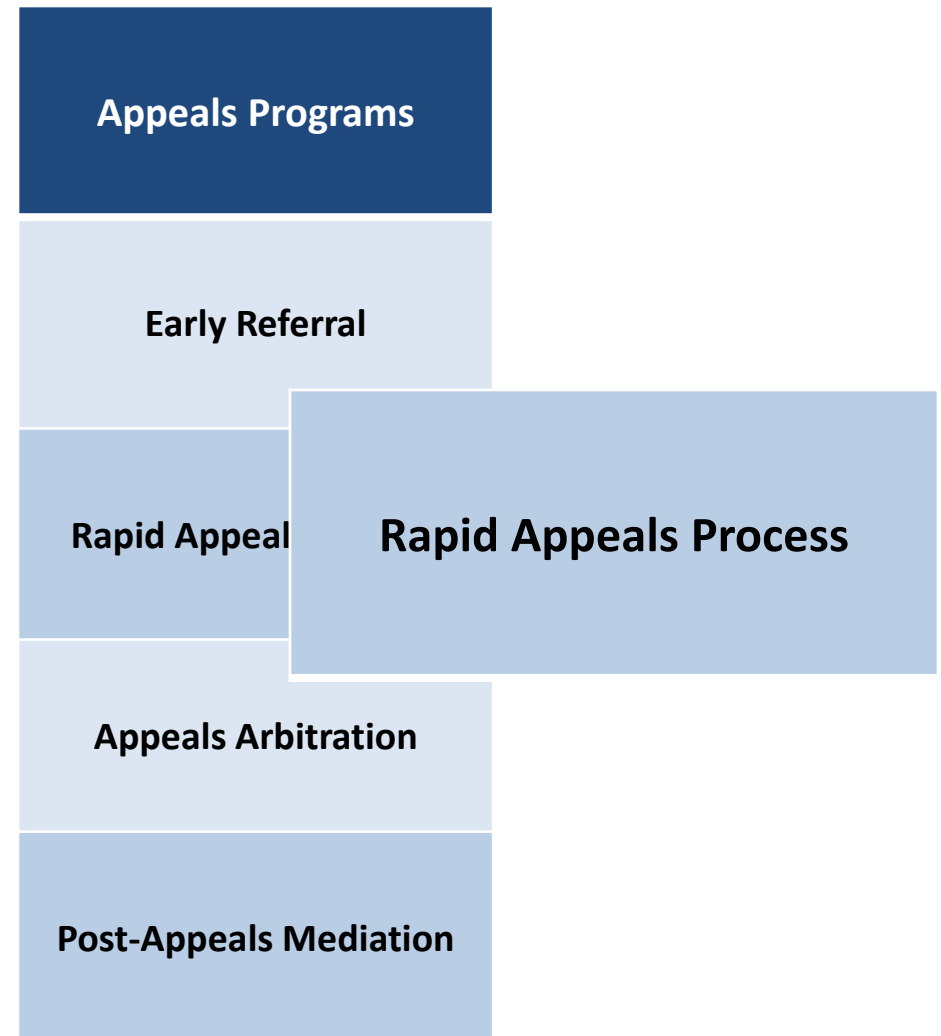 Appeals Programs
Early Referral
Rapid Appeal
Rapid Appeals Process
Appeals Arbitration
Post-Appeals Mediation